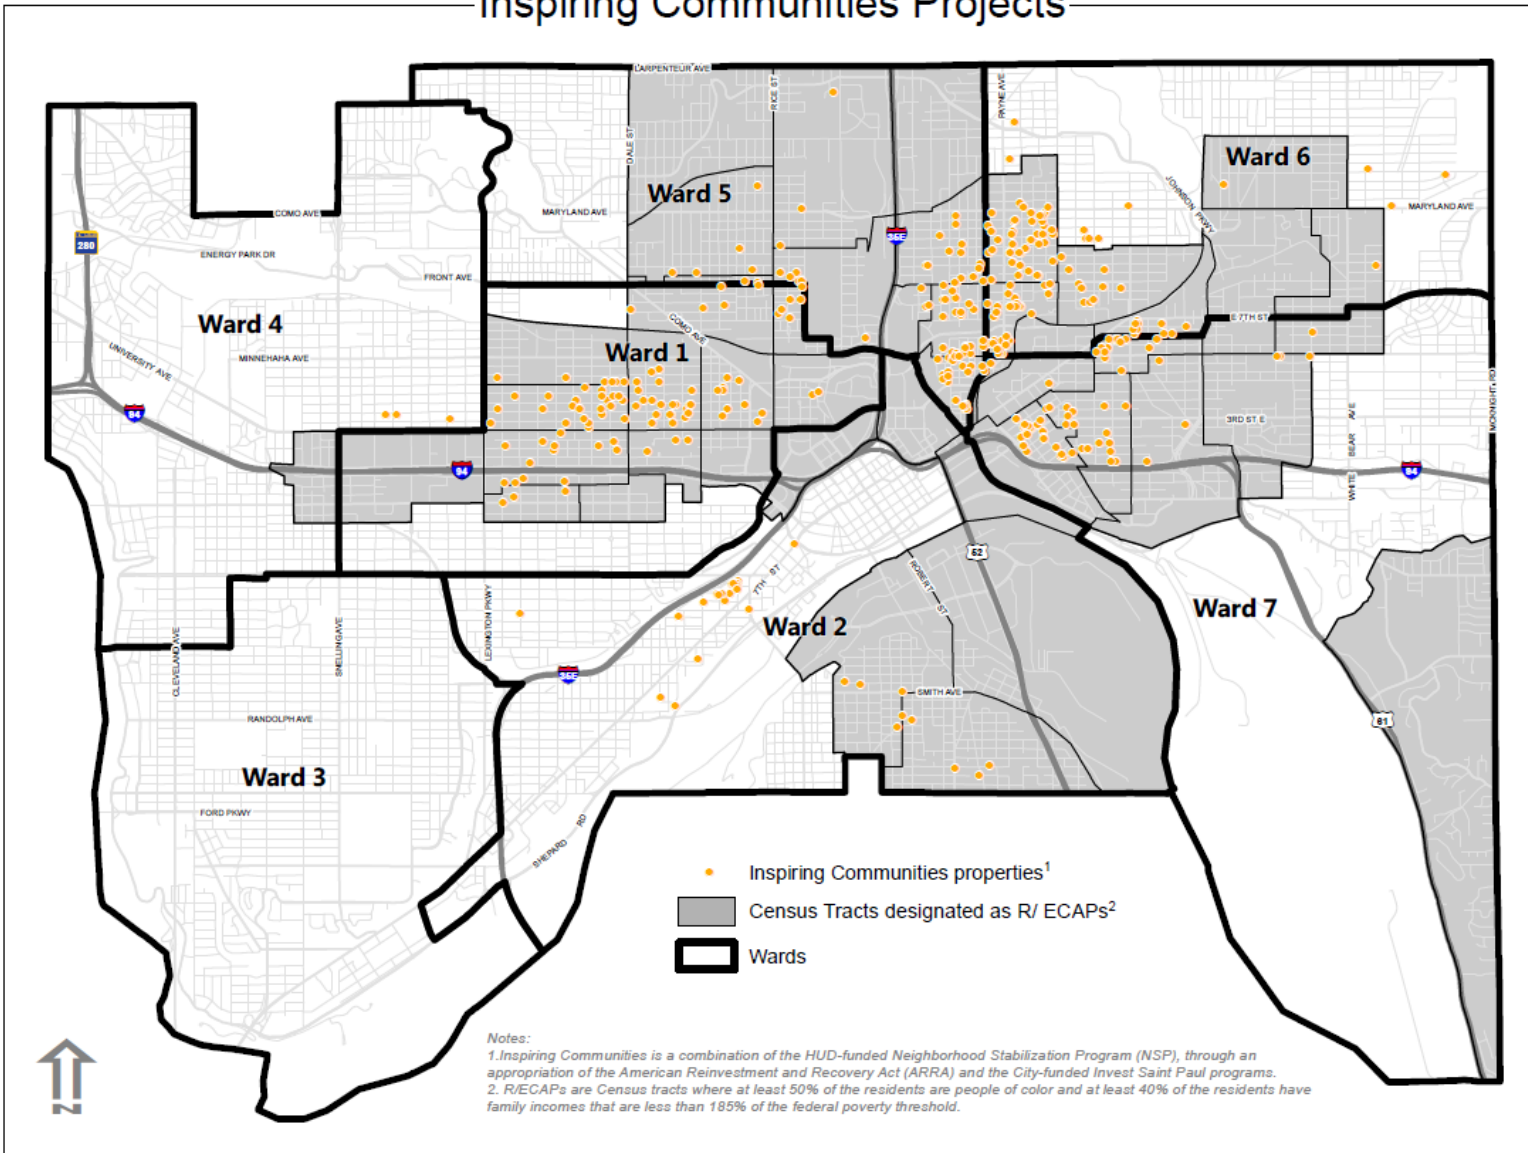 Inspiring Communities Projects
LARPENTEUR AVE
RICE ST
PAYNE AVE
DALE ST
Ward 6
Ward 5
JOHNSON PKWY
MARYLAND AVE
MARYLAND AVE
COMO AVE
280
35E
ENERGY PARK DR
FRONT AVE
Ward 4
COMO AVE
E 7TH ST
UNIVERSITY AVE
MINNEHAHA AVE
Ward 1
MCKNIGHT RD
94
3RD ST E
WHITE BEAR AVE
94
94
52
7TH ST
ROBERT ST
LEXINGTON PKWY
Ward 2
Ward 7
CLEVELAND AVE
SNELLING AVE
35E
SMITH AVE
RANDOLPH AVE
61
Ward 3
FORD PKWY
SHEPARD RD
Inspiring Communities properties1
Census Tracts designated as R/ ECAPs2
Wards
N
Notes:
1.Inspiring Communities is a combination of the HUD-funded Neighborhood Stabilization Program (NSP), through an
appropriation of the American Reinvestment and Recovery Act (ARRA) and the City-funded Invest Saint Paul programs.
2. R/ECAPs are Census tracts where at least 50% of the residents are people of color and at least 40% of the residents have
family incomes that are less than 185% of the federal poverty threshold.